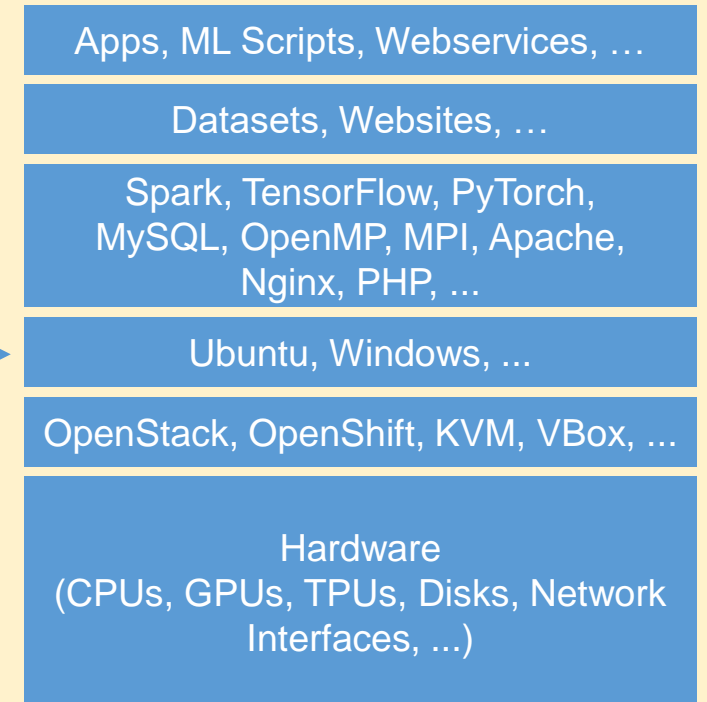 Apps, ML Scripts, Webservices, …
Datasets, Websites, …
Spark, TensorFlow, PyTorch,
MySQL, OpenMP, MPI, Apache,
Nginx, PHP, ...
Ubuntu, Windows, ...
OpenStack, OpenShift, KVM, VBox, ...
Hardware
(CPUs, GPUs, TPUs, Disks, Network
Interfaces, ...)